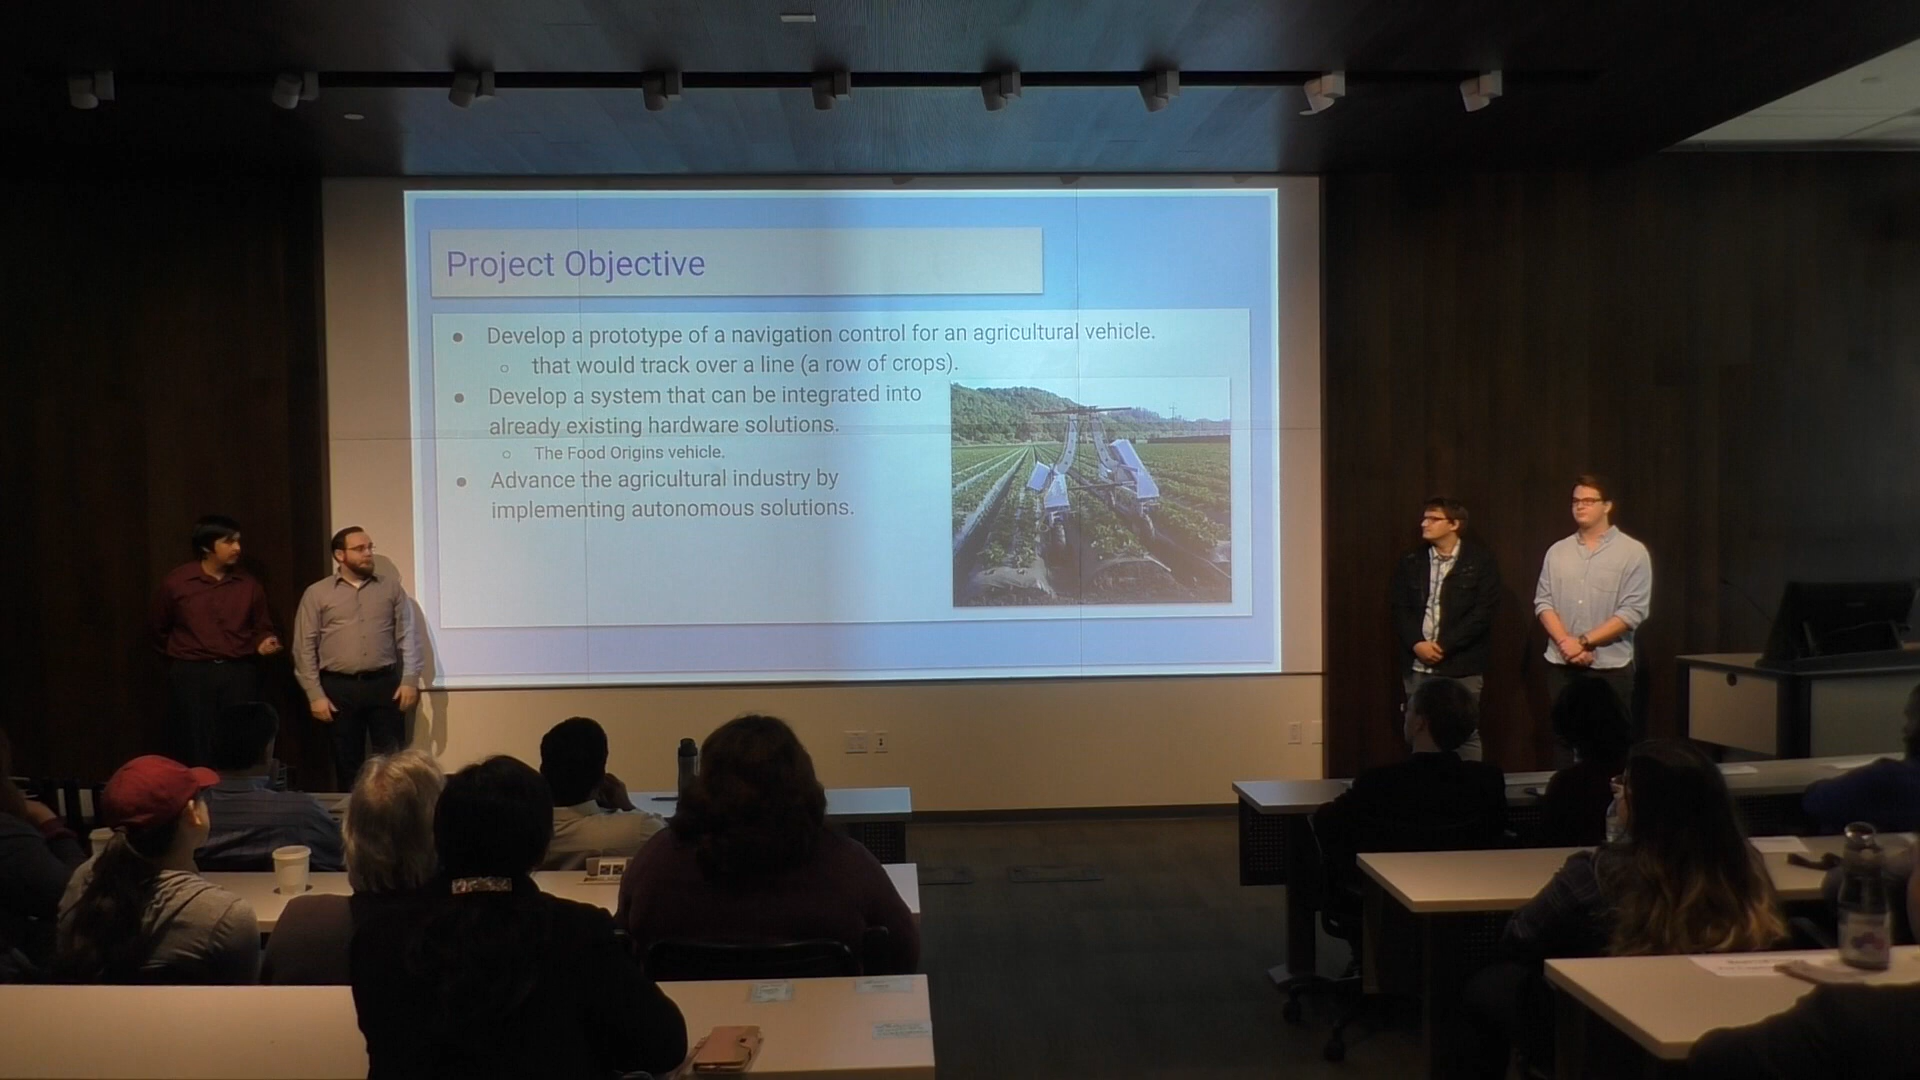 Project Objective
Develop a prototype of a navigation control for an agricultural vehicle.
that would track over a line (a row of crops).
Develop a system that can be integrated into
already existing hardware solutions.
The Food Origins vehicle.
Advance the agricultural industry by
implementing autonomous solutions.